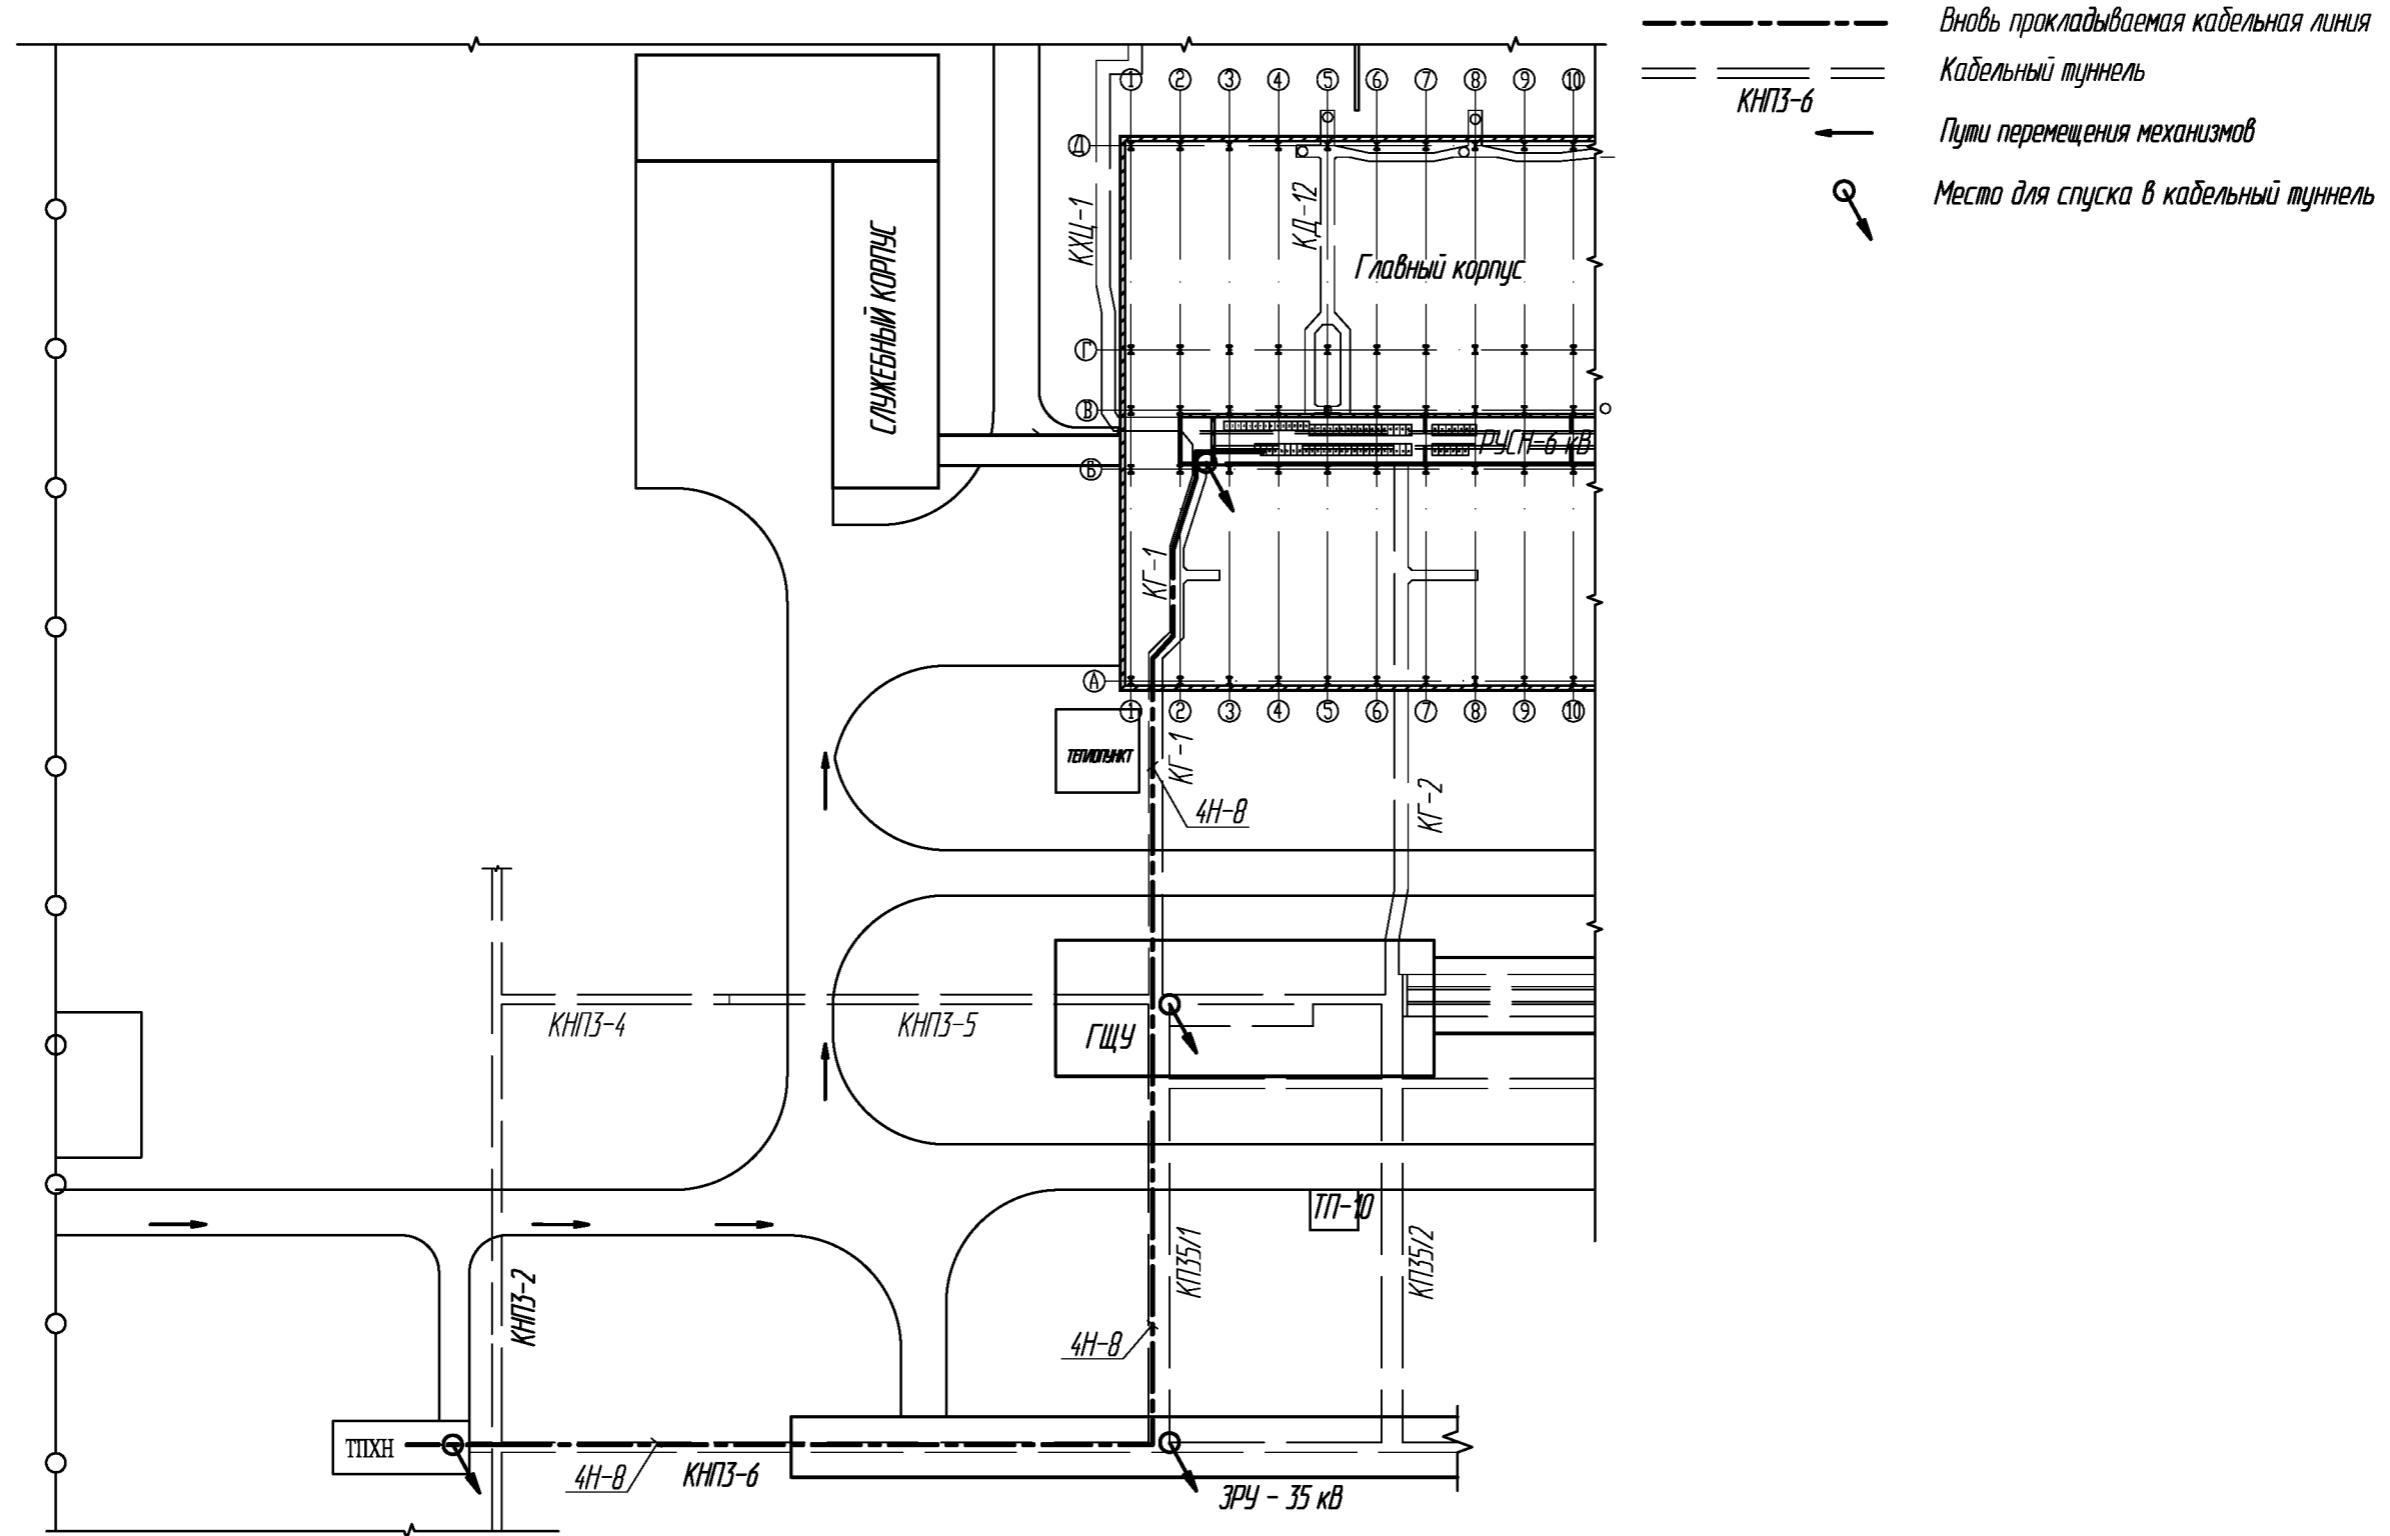 Вновь прокладываемая кабельная линия
Кабельный туннель
КНПЗ-6
Пути перемещения механизмов
Место для спуска в кабельный туннель
1 2 3 4 5 6 7 8 9 10
Д
КХЦ-1
КД-12
СЛУЖЕБНЫЙ КОРПУС
Главный корпус
Г
В
РУСН-6 кВ
Б
КГ-1
А
1 2 3 4 5 6 7 8 9 10
ТЕПЛОПУНКТ
КГ-1
4Н-8
КГ-2
КНПЗ-4
КНПЗ-5
ГЩУ
ТП-10
КП35/1
КП35/2
КНПЗ-2
4Н-8
ТПХН
4Н-8
КНПЗ-6
ЗРУ - 35 кВ